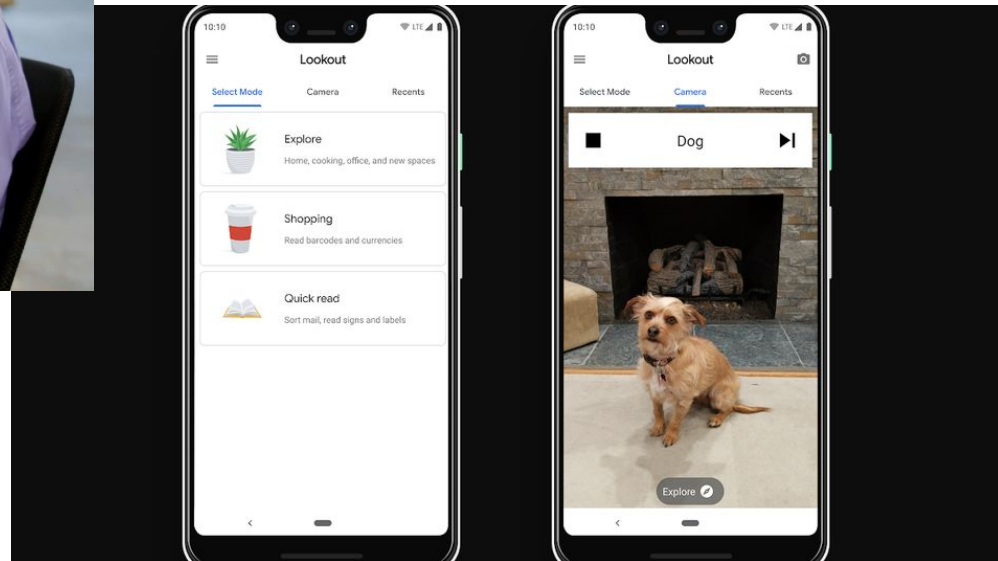 10:10
LTE
Lookout
Select Mode
Camera
Recents
Explore
Home, cooking, office, and new spaces
Shopping
Read barcodes and currencies
Quick read
Sort mail, read signs and labels
10:10
LTE
Lookout
Select Mode
Camera
Recents
Dog
Explore